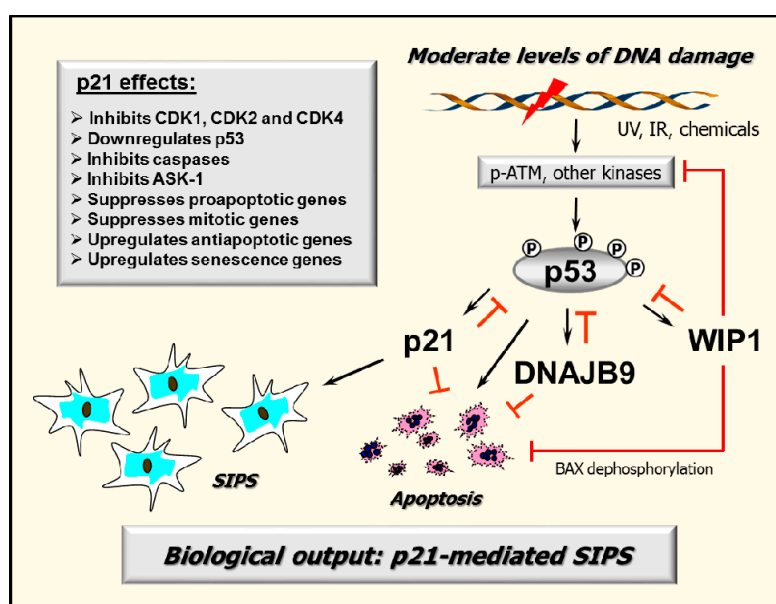 Moderate levels of DNA damage
p21 effects:
➢ Inhibits CDK1, CDK2 and CDK4
➢ Downregulates p53
➢ Inhibits caspases
➢ Inhibits ASK-1
➢ Suppresses proapoptotic genes
➢ Suppresses mitotic genes
➢ Upregulates antiapoptotic genes
➢ Upregulates senescence genes
UV, IR, chemicals
p-ATM, other kinases
P P P P
p53
p21
DNAJB9
WIP1
SIPS
Apoptosis
BAX dephosphorylation
Biological output: p21-mediated SIPS